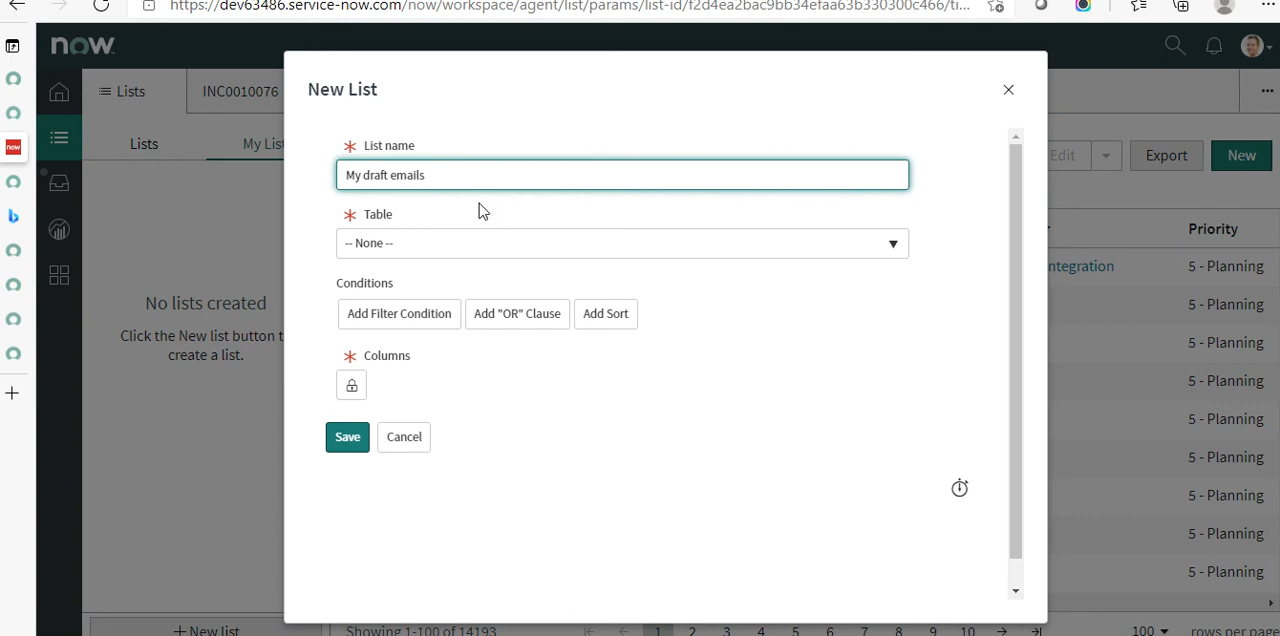 https://dev63486.service-now.com/now/workspace/agent/list/params/list-id/f2d4ea2bac9bb34efaa63b330300c466/ti...
now
now.
Lists
INC0010076
Lists
My List
Edit
Export
New
New List
List name
My draft emails
Table
-- None --
Conditions
Add Filter Condition
Add "OR" Clause
Add Sort
Columns
Save
Cancel
No lists created
Click the New list button t
create a list.
Priority
ntegration
5 - Planning
5 - Planning
5 - Planning
5 - Planning
5 - Planning
5 - Planning
5 - Planning
5 - Planning
5 - Planning
+ New list
Showing 1-100 of 14193
1 2 3 4 5 6 7 8 9 10
100
rows per page